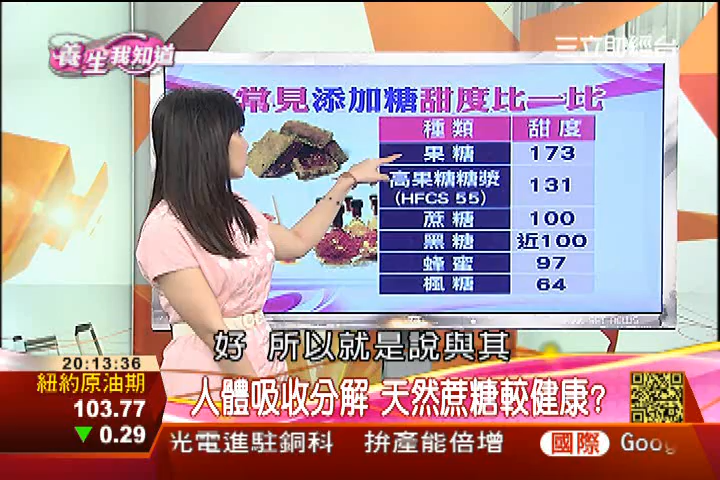 養生我知道
三立財經台
常見添加糖甜度比一比
種類 甜度
果糖 173
高果糖糖漿 131
(HFCS 55)
蔗糖 100
黑糖 近100
蜂蜜 97
楓糖 64
好 所以就是說與其
20:13:36
紐約原油期
103.77
▼ 0.29
人體吸收分解 天然蔗糖較健康?
光電進駐銅科 拚產能倍增 國際 Goog